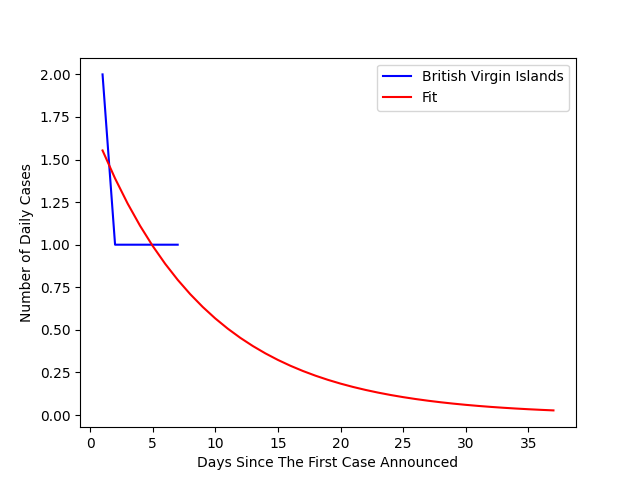 British Virgin Islands
Fit
2.00
1.75
1.50
1.25
1.00
0.75
0.50
0.25
0.00
Number of Daily Cases
0 5 10 15 20 25 30 35
Days Since The First Case Announced